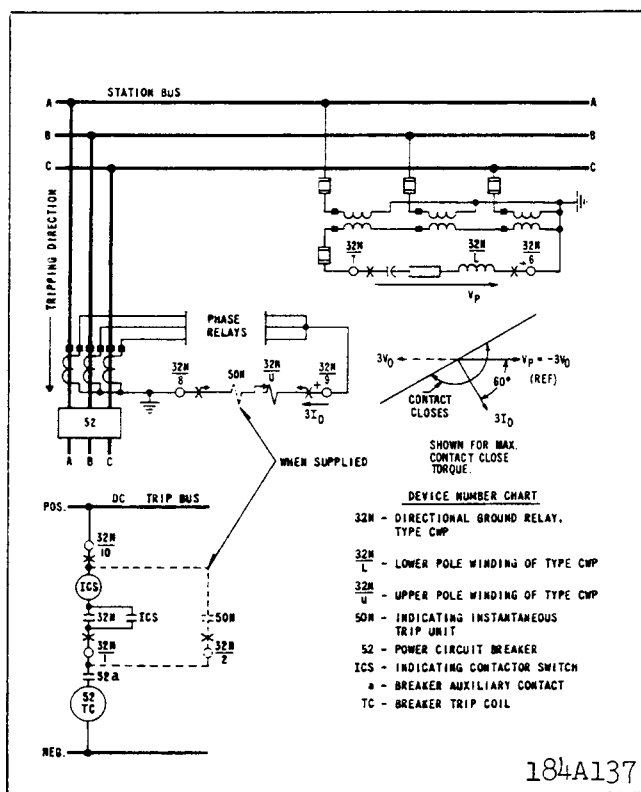 STATION BUS
A
A
B
B
C
C
TRIPPING DIRECTION
32N
7
32N
L
32N
6
Vp
PHASE
RELAYS
32N
8
50N
32N
U
32N
9
+
3I0
3V0
Vp = -3V0
(REF)
60°
CONTACT
CLOSES
3I0
52
A B C
SHOWN FOR MAX.
CONTACT CLOSE
TORQUE.
WHEN SUPPLIED
POS.
DC TRIP BUS
32N
10
ICS
32N
ICS
50N
32N
1
32N
2
52a
52
TC
NEG.
DEVICE NUMBER CHART
32N - DIRECTIONAL GROUND RELAY,
TYPE CWP
32N
L
- LOWER POLE WINDING OF TYPE CWP
32N
U
- UPPER POLE WINDING OF TYPE CWP
50N - INDICATING INSTANTANEOUS
TRIP UNIT
52 - POWER CIRCUIT BREAKER
ICS - INDICATING CONTACTOR SWITCH
a - BREAKER AUXILIARY CONTACT
TC - BREAKER TRIP COIL
184A137